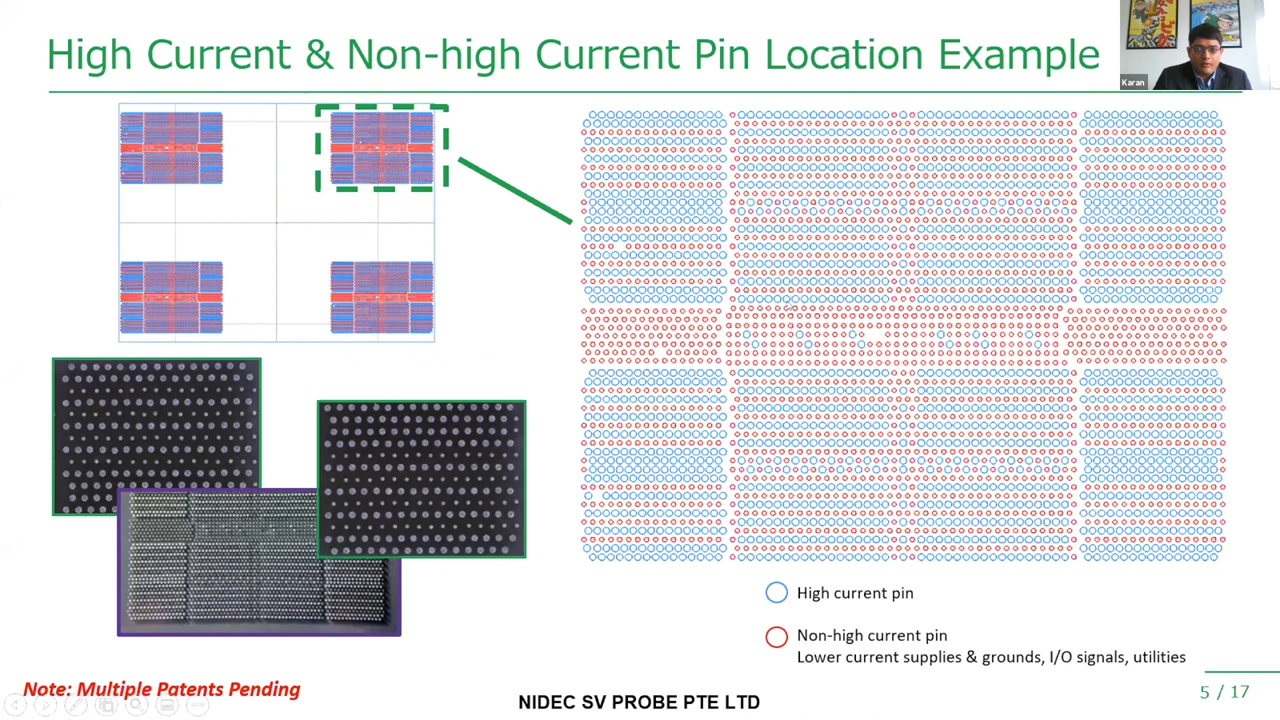 High Current & Non-high Current Pin Location Example
Karan
High current pin
Non-high current pin
Lower current supplies & grounds, I/O signals, utilities
Note: Multiple Patents Pending
NIDEC SV PROBE PTE LTD
5 / 17